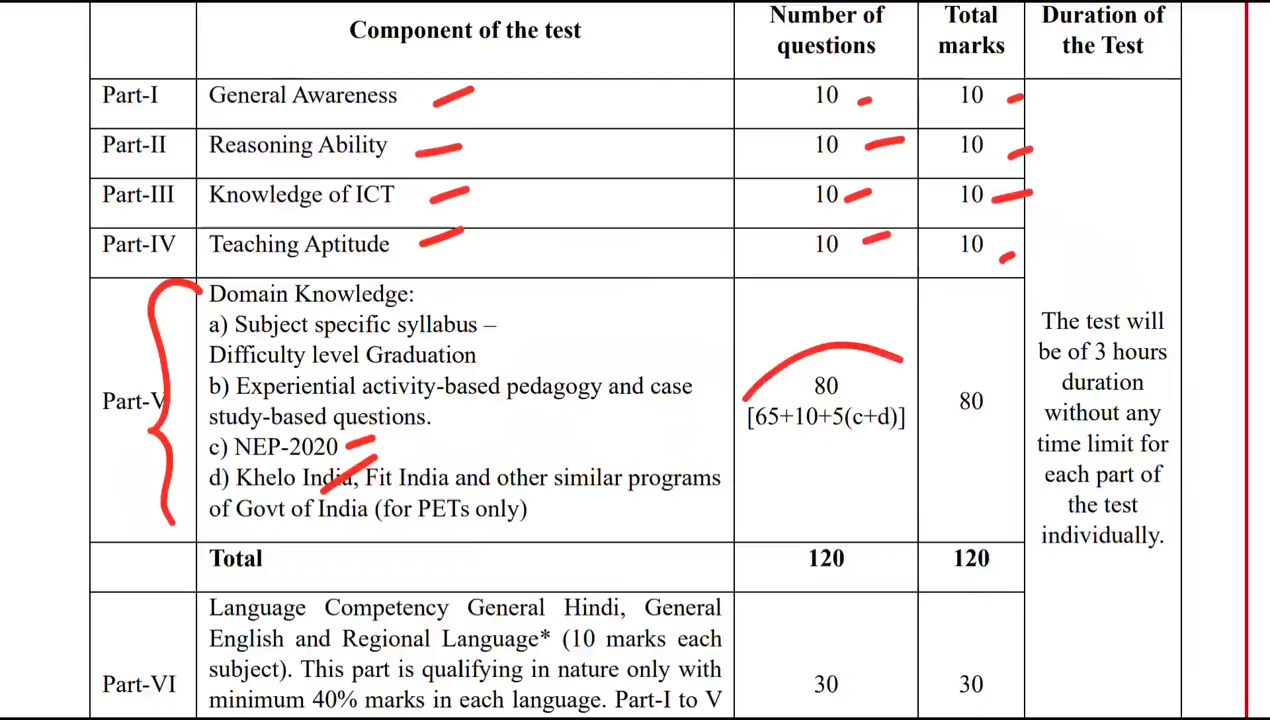 Component of the test
Number of
questions
Total
marks
Duration of
the Test
Part-I
General Awareness
10
10
Part-II
Reasoning Ability
10
10
Part-III
Knowledge of ICT
10
10
Part-IV
Teaching Aptitude
10
10
Part-V
Domain Knowledge:
a) Subject specific syllabus –
Difficulty level Graduation
b) Experiential activity-based pedagogy and case
study-based questions.
c) NEP-2020
d) Khelo India, Fit India and other similar programs
of Govt of India (for PETs only)
80
[65+10+5(c+d)]
80
The test will
be of 3 hours
duration
without any
time limit for
each part of
the test
individually.
Total
120
120
Part-VI
Language Competency General Hindi, General
English and Regional Language* (10 marks each
subject). This part is qualifying in nature only with
minimum 40% marks in each language. Part-I to V
30
30